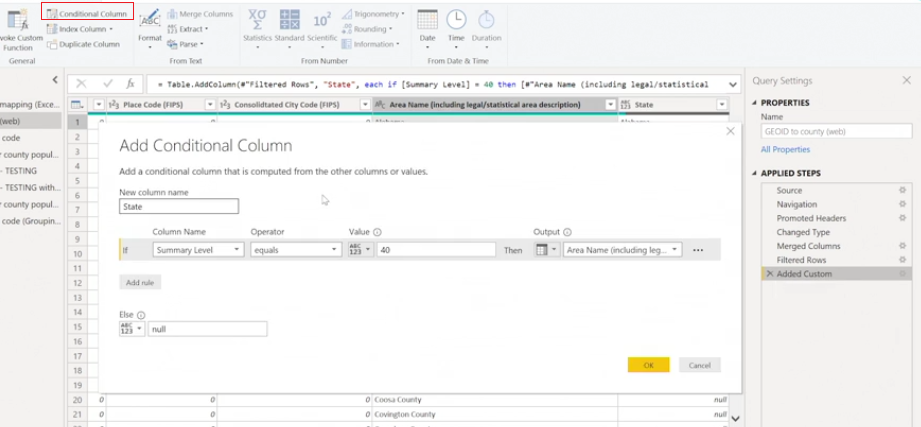 Conditional Column
Index Column
Duplicate Column
voke Custom
Function
General
Format
Merge Columns
Extract
Parse
From Text
Statistics
Standard
Scientific
10²
Trigonometry
Rounding
Information
From Number
Date
Time
Duration
From Date & Time
= Table.AddColumn(#"Filtered Rows", "State", each if [Summary Level] = 40 then [#"Area Name (including legal/statistical
mapping (Exce...
(web)
code
county popul...
- TESTING
- TESTING with...
county popul...
code (Groupin...
Place Code (FIPS)
Consolidtated City Code (FIPS)
Area Name (including legal/statistical area description)
State
1
2
3
4
5
6
7
8
9
10
11
12
13
14
15
16
17
18
19
20 0 0 0 Coosa County null
21 0 0 0 Covington County null
Add Conditional Column
Add a conditional column that is computed from the other columns or values.
New column name
State
Column Name Operator Value Output
If Summary Level equals ABC 123 40 Then Area Name (including leg... ...
Add rule
Else
ABC 123 null
OK Cancel
Query Settings
PROPERTIES
Name
GEOID to county (web)
All Properties
APPLIED STEPS
Source
Navigation
Promoted Headers
Changed Type
Merged Columns
Filtered Rows
Added Custom